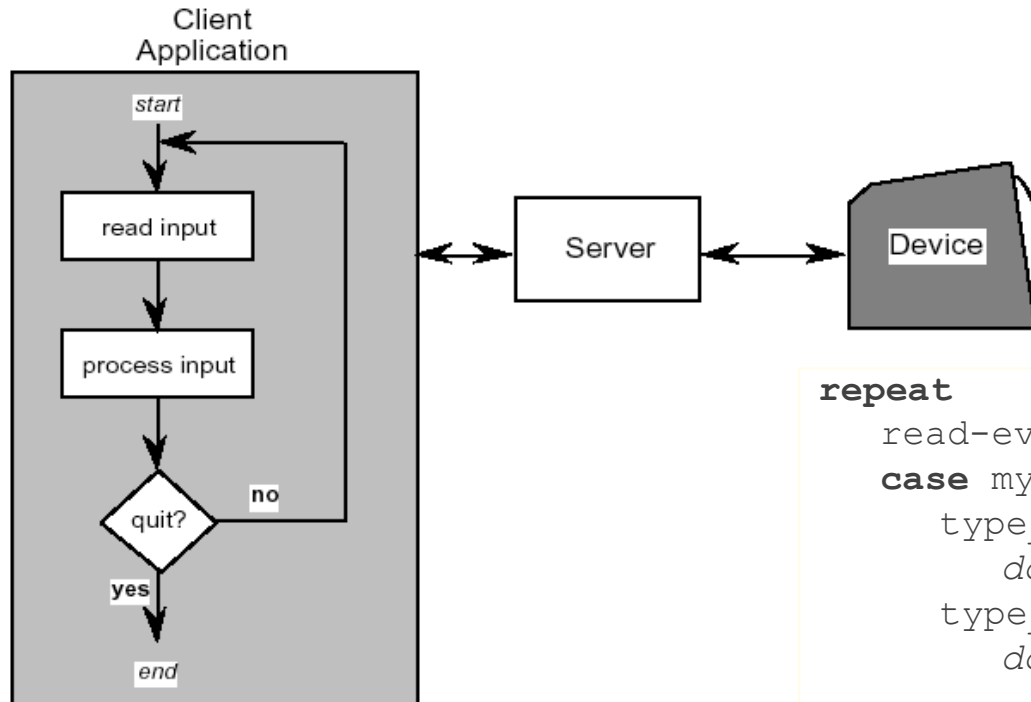 Client
Application
start
read input
process input
quit?
no
yes
end
Server
Device
repeat
read-ev
case my
type
do
type
do